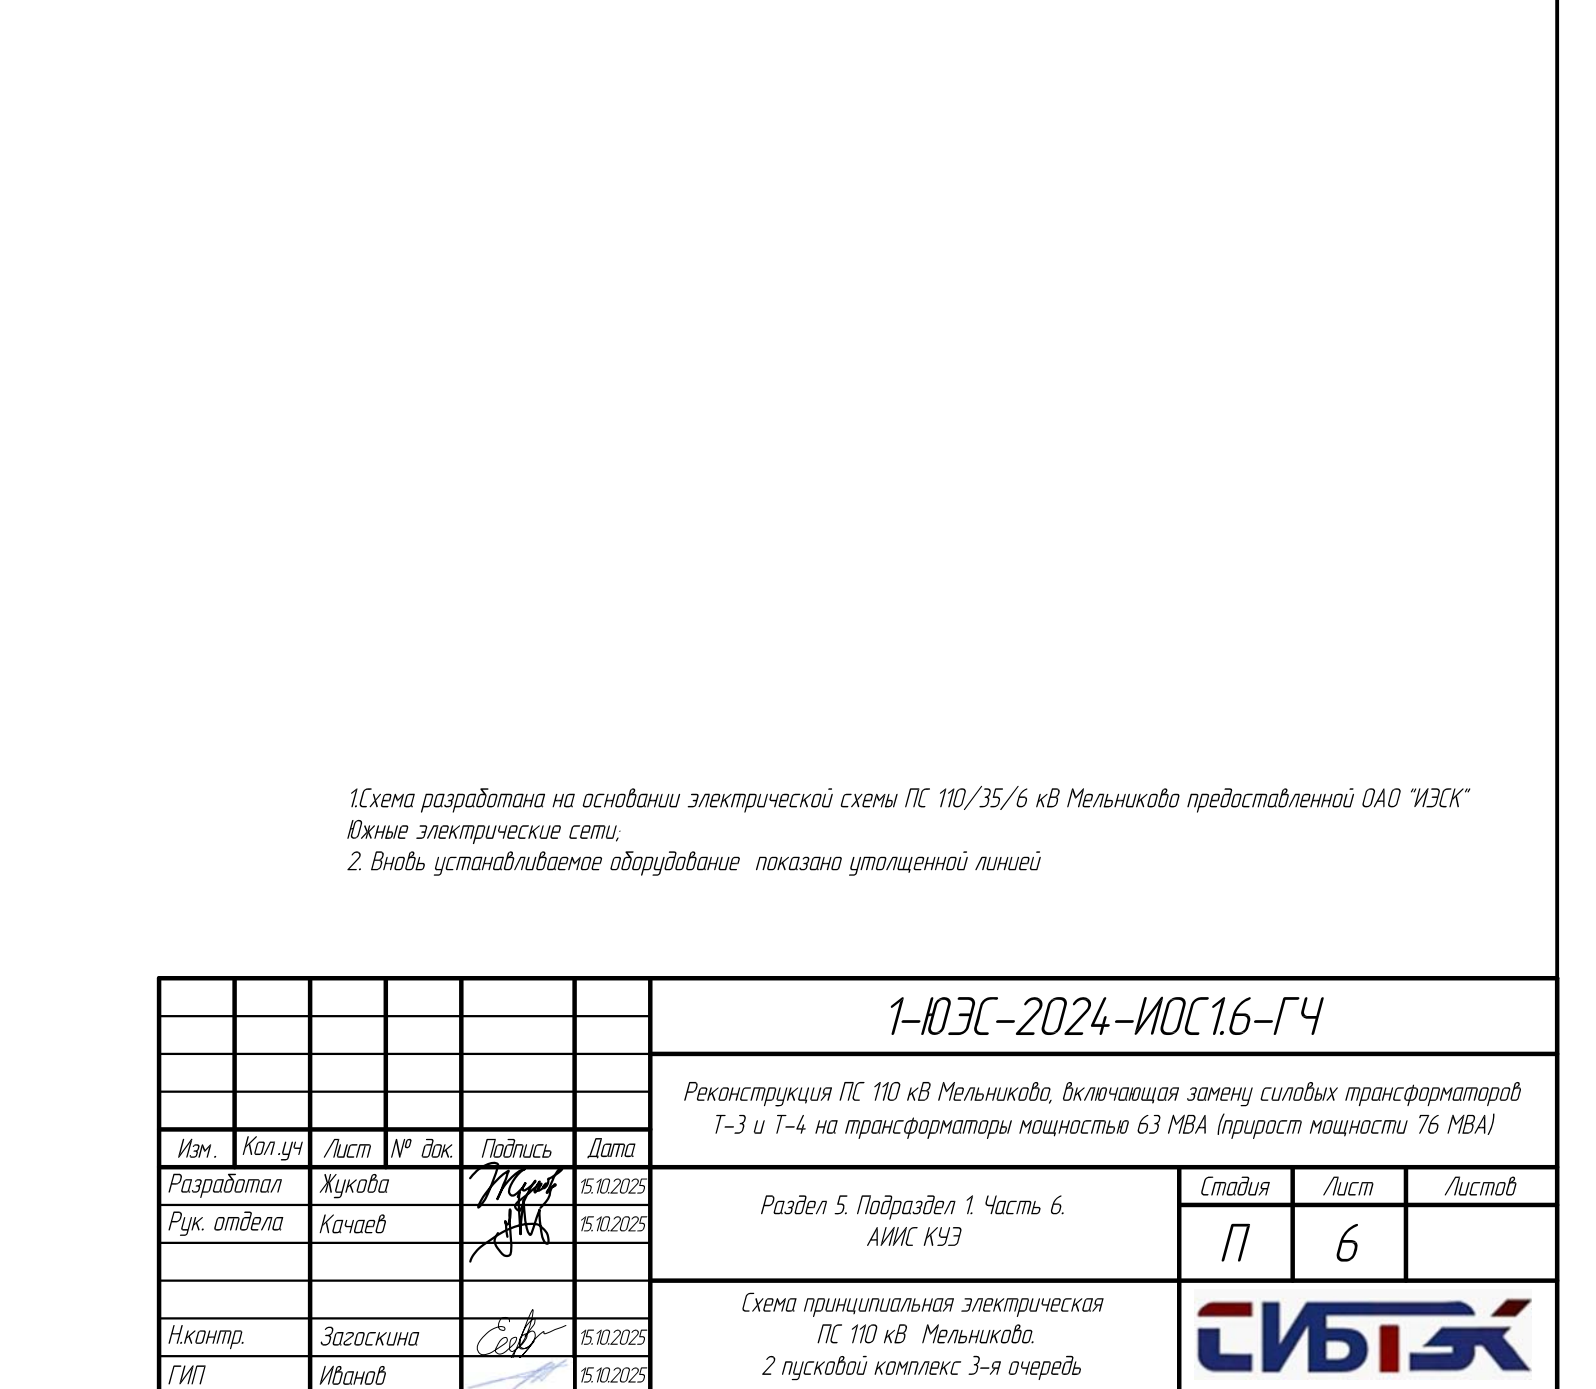 1.Схема разработана на основании электрической схемы ПС 110/35/6 кВ Мельниково предоставленной ОАО "ИЭСК"
Южные электрические сети;
2. Вновь устанавливаемое оборудование показано утолщенной линией
1-ЮЭС-2024-ИОС1.6-ГЧ
Реконструкция ПС 110 кВ Мельниково, включающая замену силовых трансформаторов
Т-3 и Т-4 на трансформаторы мощностью 63 МВА (прирост мощности 76 МВА)
Изм. Кол.уч Лист № док. Подпись Дата
Разработал Жукова 15.10.2025
Рук. отдела Качаев 15.10.2025
Раздел 5. Подраздел 1. Часть 6.
АИИС КУЭ
Стадия Лист Листов
П 6
Н.контр. Загоскина 15.10.2025
ГИП Иванов 15.10.2025
Схема принципиальная электрическая
ПС 110 кВ Мельниково.
2 пусковой комплекс 3-я очередь
СИБТЭК